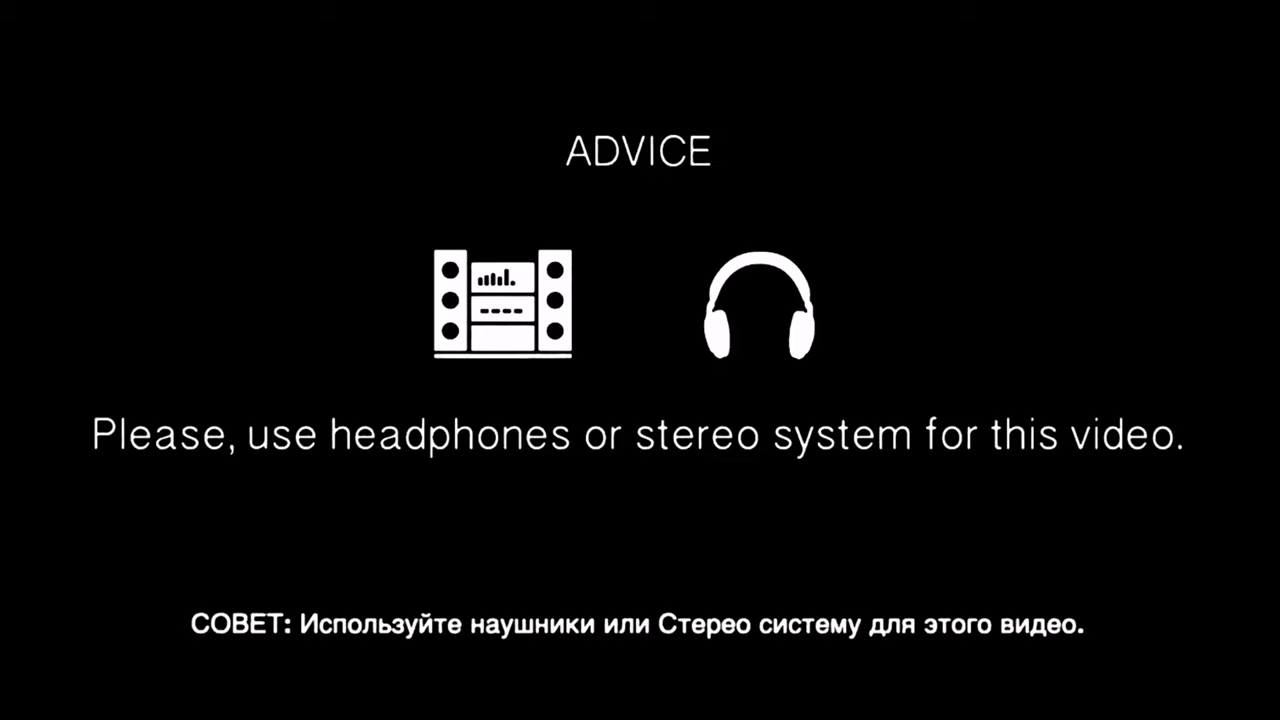 ADVICE
Please, use headphones or stereo system for this video.
СОВЕТ: Используйте наушники или Стерео систему для этого видео.